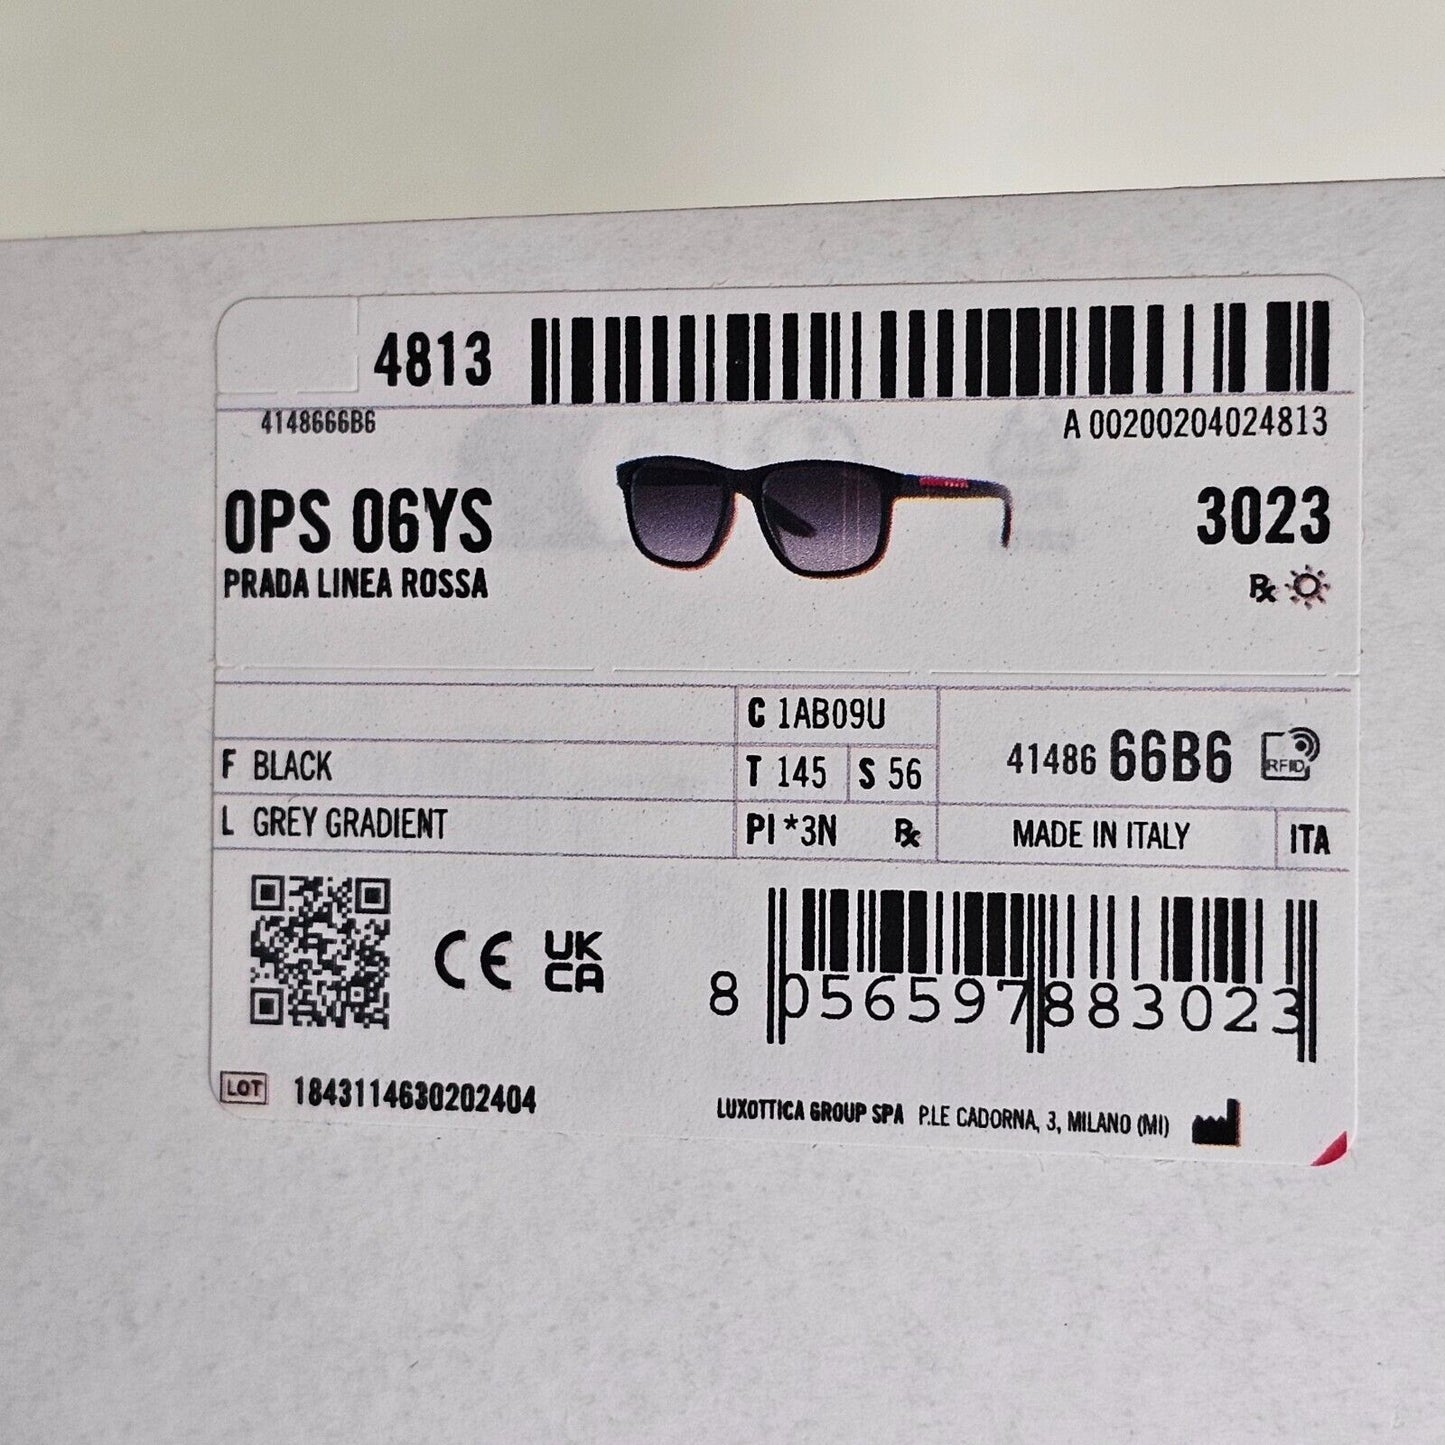 4813
4148666B6
A 00200204024813
0PS 06YS
PRADA LINEA ROSSA
3023
Rx
C 1AB09U
F BLACK
T 145
S 56
41486 66B6
RFID
L GREY GRADIENT
PI *3N
Rx
MADE IN ITALY
ITA
CE
UK
CA
8 056597 883023
LOT
1843114630202404
LUXOTTICA GROUP SPA P.LE CADORNA, 3, MILANO (MI)